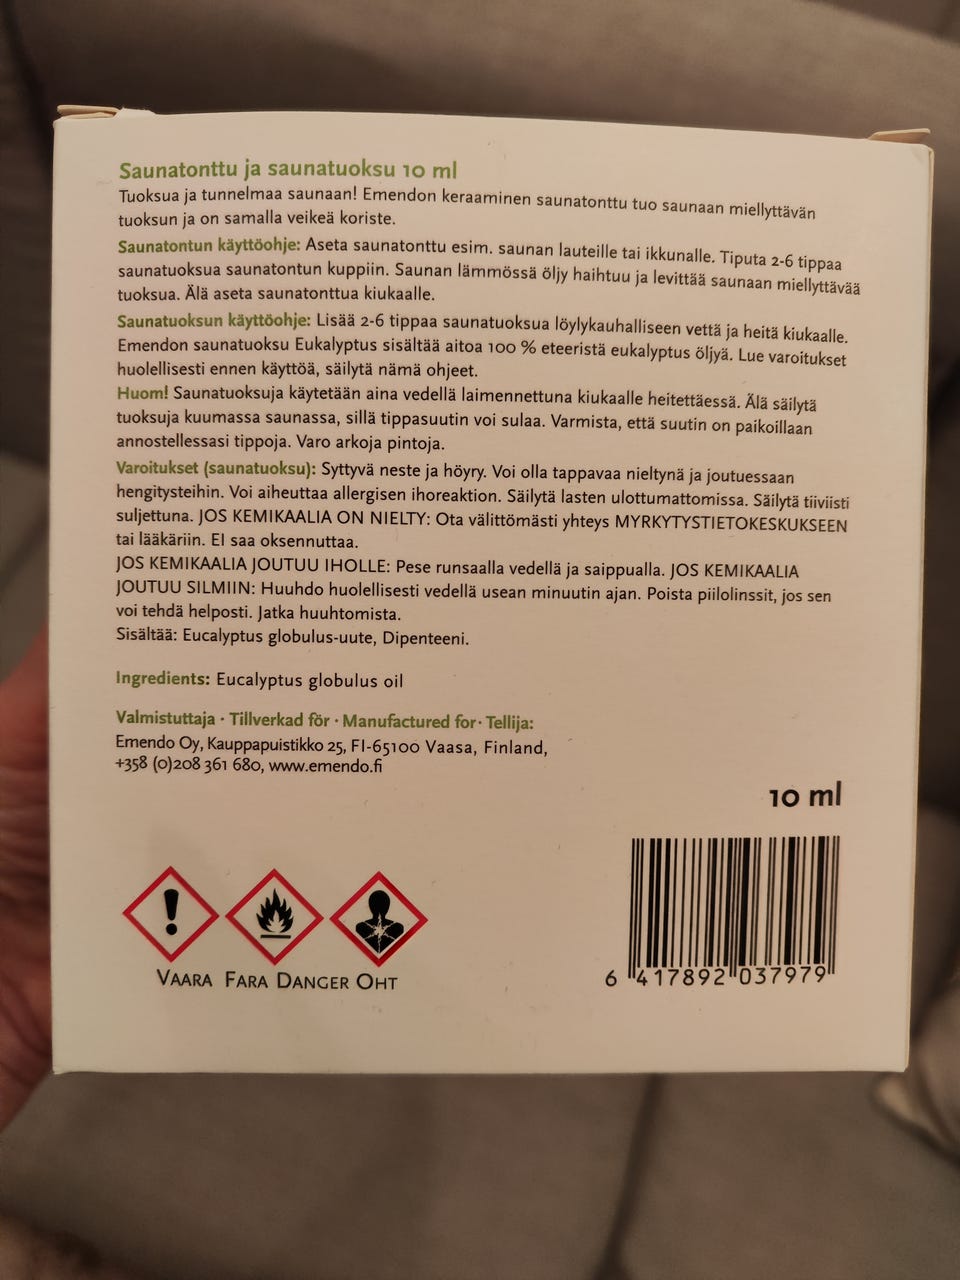 Saunatonttu ja saunatuoksu 10 ml
Tuoksua ja tunnelmaa saunaan! Emendon keraaminen saunatonttu tuo saunaan miellyttävän
tuoksun ja on samalla veikeä koriste.
Saunatontun käyttöohje: Aseta saunatonttu esim. saunan lauteille tai ikkunalle. Tiputa 2-6 tippaa
saunatuoksua saunatontun kuppiin. Saunan lämmössä öljy haihtuu ja levittää saunaan miellyttävää
tuoksua. Älä aseta saunatonttua kiukaalle.
Saunatuoksun käyttöohje: Lisää 2-6 tippaa saunatuoksua löylykauhalliseen vettä ja heitä kiukaalle.
Emendon saunatuoksu Eukalyptus sisältää aitoa 100 % eteeristä eukalyptus öljyä. Lue varoitukset
huolellisesti ennen käyttöä, säilytä nämä ohjeet.
Huom! Saunatuoksuja käytetään aina vedellä laimennettuna kiukaalle heitettäessä. Älä säilytä
tuoksuja kuumassa saunassa, sillä tippasuutin voi sulaa. Varmista, että suutin on paikoillaan
annostellessasi tippoja. Varo arkoja pintoja.
Varoitukset (saunatuoksu): Syttyvä neste ja höyry. Voi olla tappavaa nieltynä ja joutuessaan
hengitysteihin. Voi aiheuttaa allergisen ihoreaktion. Säilytä lasten ulottumattomissa. Säilytä tiiviisti
suljettuna. JOS KEMIKAALIA ON NIELTY: Ota välittömästi yhteys MYRKYTYSTIETOKESKUKSEEN
tai lääkäriin. EI saa oksennuttaa.
JOS KEMIKAALIA JOUTUU IHOLLE: Pese runsaalla vedellä ja saippualla. JOS KEMIKAALIA
JOUTUU SILMIIN: Huuhdo huolellisesti vedellä usean minuutin ajan. Poista piilolinssit, jos sen
voi tehdä helposti. Jatka huuhtomista.
Sisältää: Eucalyptus globulus-uute, Dipenteeni.
Ingredients: Eucalyptus globulus oil
Valmistuttaja · Tillverkad för · Manufactured for · Tellija:
Emendo Oy, Kauppapuistikko 25, FI-65100 Vaasa, Finland,
+358 (0)208 361 680, www.emendo.fi
10 ml
VAARA FARA DANGER OHT
6 417892 037979